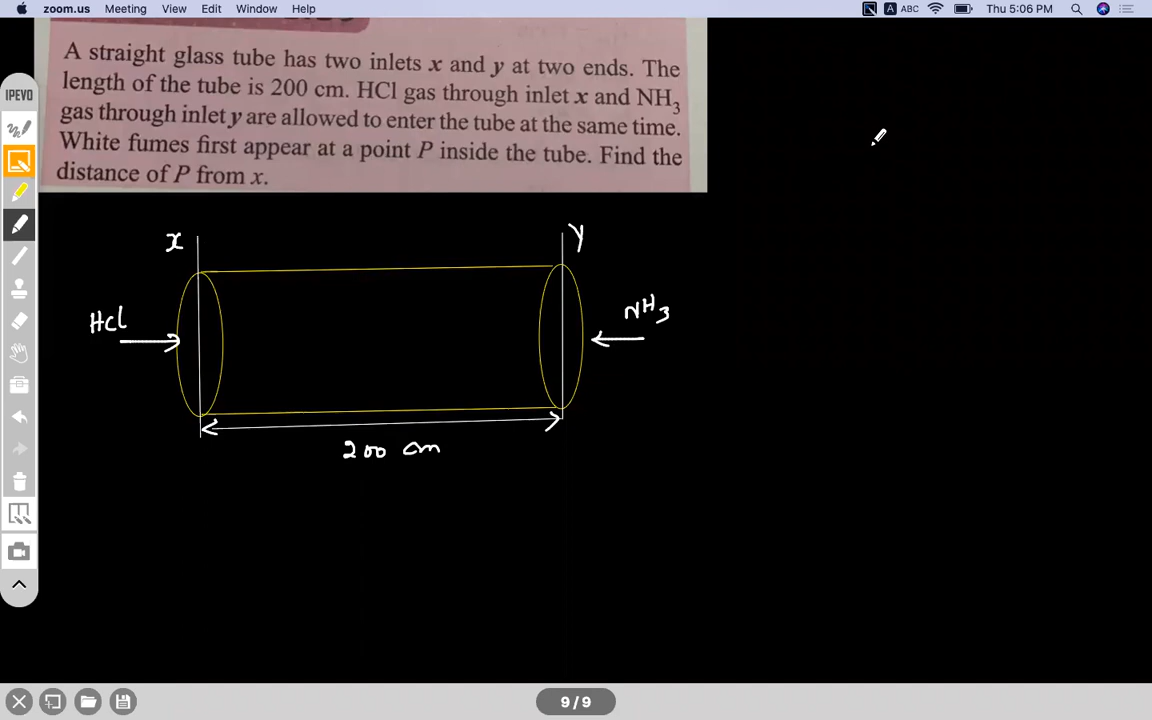 zoom.us Meeting View Edit Window Help A ABC Thu 5:06 PM
A straight glass tube has two inlets x and y at two ends. The
length of the tube is 200 cm. HCl gas through inlet x and NH3
gas through inlet y are allowed to enter the tube at the same time.
White fumes first appear at a point P inside the tube. Find the
distance of P from x.
IPEVO
x y
HCl NH3
200 cm
9 / 9